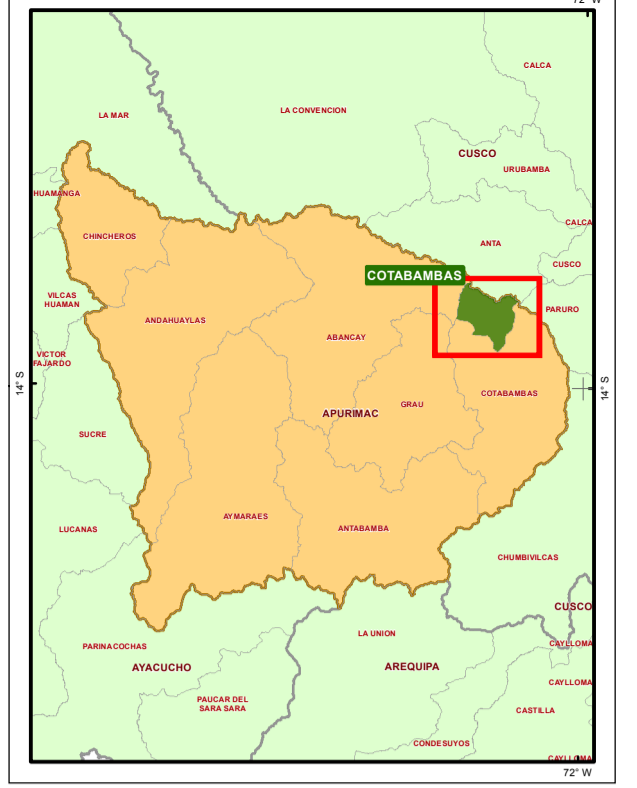 72° W
CALCA
LA CONVENCION
LA MAR
CUSCO
URUBAMBA
HUAMANGA
CALCA
CHINCHEROS
ANTA
CUSCO
COTABAMBAS
VILCAS
HUAMAN
PARURO
ANDAHUAYLAS
ABANCAY
VICTOR
FAJARDO
14° S
14° S
COTABAMBAS
GRAU
APURIMAC
SUCRE
AYMARAES
ANTABAMBA
LUCANAS
CHUMBIVILCAS
CUSCO
LA UNION
CAYLLOMA
PARINACOCHAS
AYACUCHO
AREQUIPA
CAYLLOMA
PAUCAR DEL
SARA SARA
CASTILLA
CONDESUYOS
CAYLLOMA
72° W